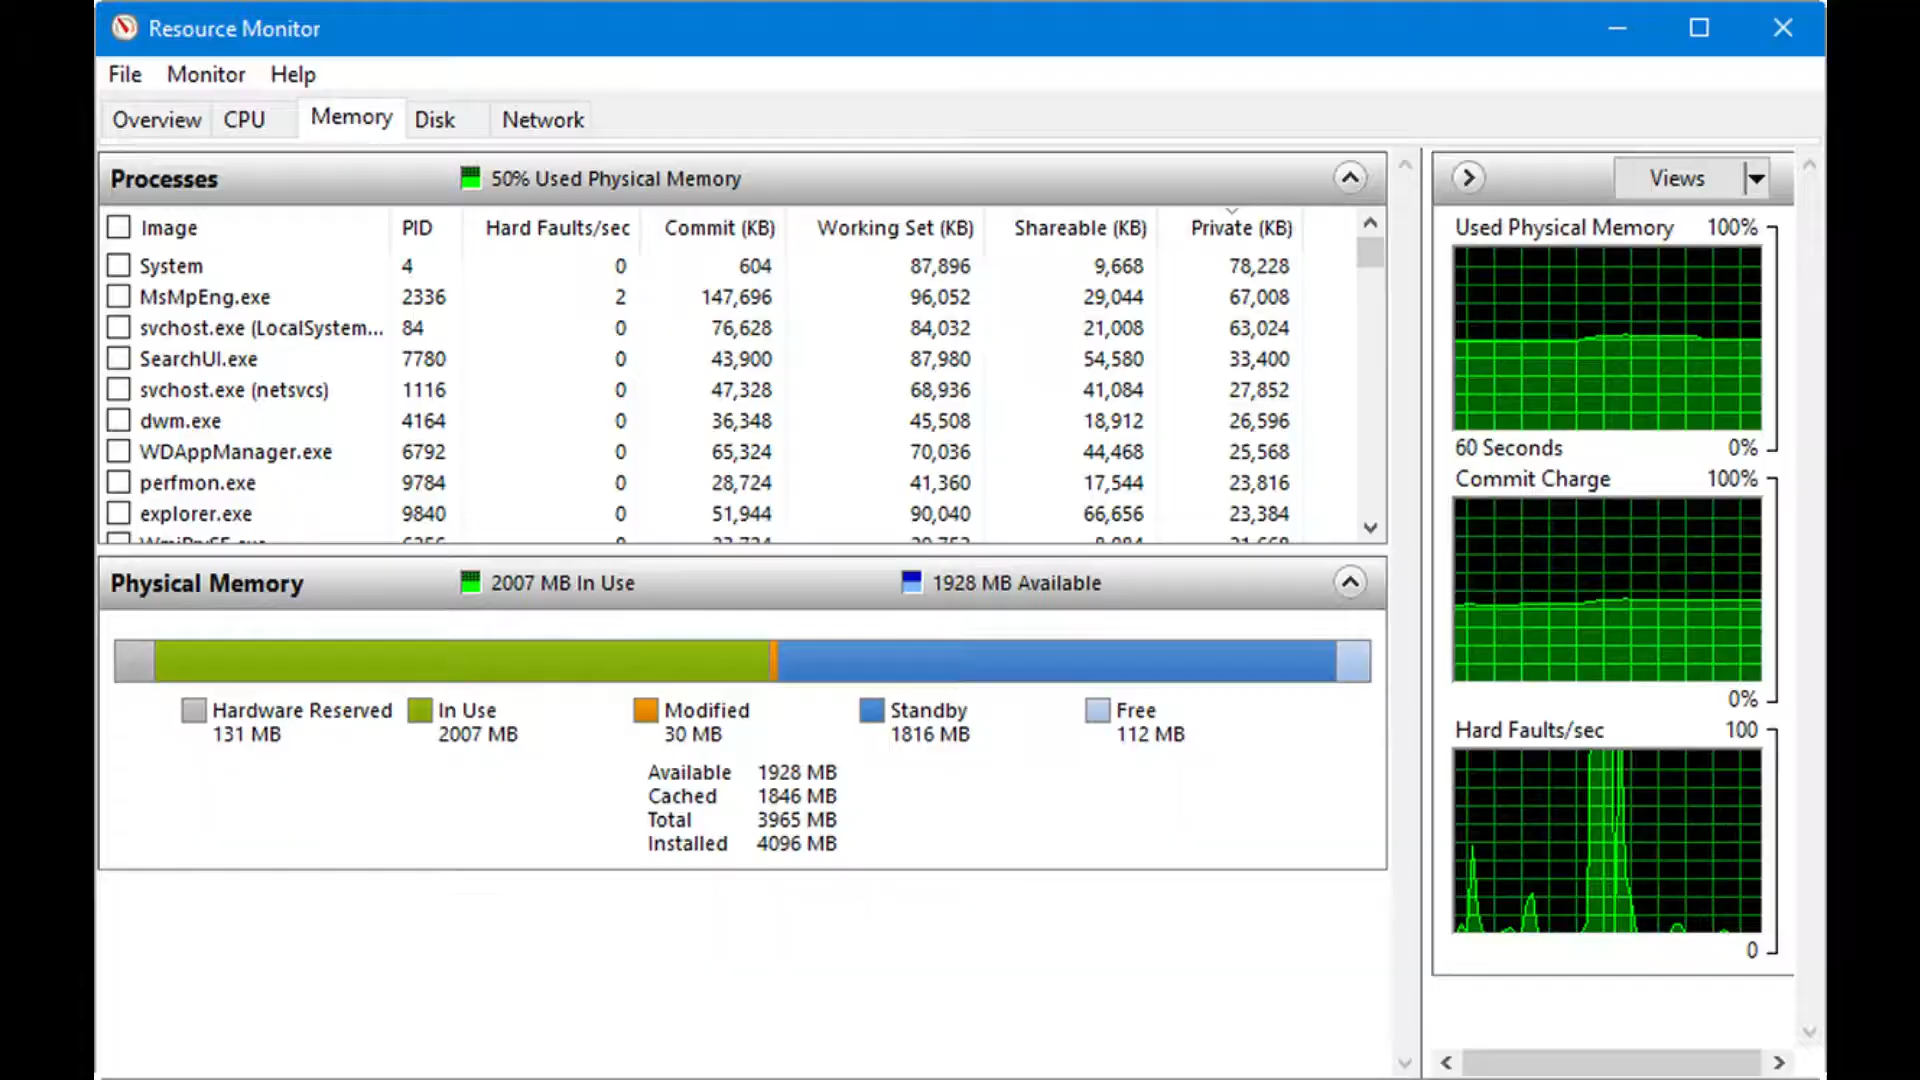 Resource Monitor
File Monitor Help
Overview CPU Memory Disk Network
Processes 50% Used Physical Memory
Image PID Hard Faults/sec Commit (KB) Working Set (KB) Shareable (KB) Private (KB)
System 4 0 604 87,896 9,668 78,228
MsMpEng.exe 2336 2 147,696 96,052 29,044 67,008
svchost.exe (LocalSystem... 84 0 76,628 84,032 21,008 63,024
SearchUI.exe 7780 0 43,900 87,980 54,580 33,400
svchost.exe (netsvcs) 1116 0 47,328 68,936 41,084 27,852
dwm.exe 4164 0 36,348 45,508 18,912 26,596
WDAppManager.exe 6792 0 65,324 70,036 44,468 25,568
perfmon.exe 9784 0 28,724 41,360 17,544 23,816
explorer.exe 9840 0 51,944 90,040 66,656 23,384
Physical Memory 2007 MB In Use 1928 MB Available
Hardware Reserved In Use Modified Standby Free
131 MB 2007 MB 30 MB 1816 MB 112 MB
Available 1928 MB
Cached 1846 MB
Total 3965 MB
Installed 4096 MB
Views
Used Physical Memory 100%
60 Seconds 0%
Commit Charge 100%
0%
Hard Faults/sec 100
0